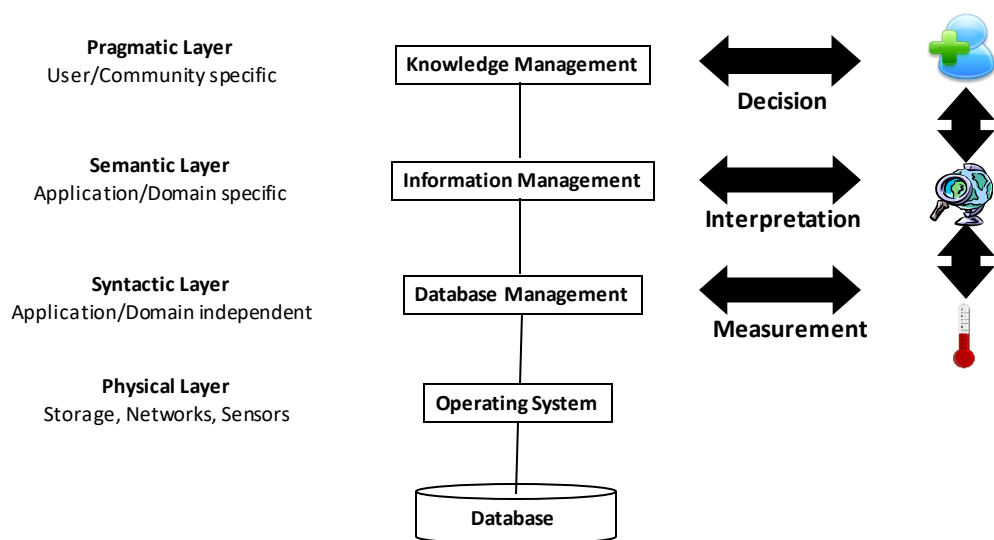 Pragmatic Layer
User/Community specific
Knowledge Management
Decision
Semantic Layer
Application/Domain specific
Information Management
Interpretation
Syntactic Layer
Application/Domain independent
Database Management
Measurement
Physical Layer
Storage, Networks, Sensors
Operating System
Database